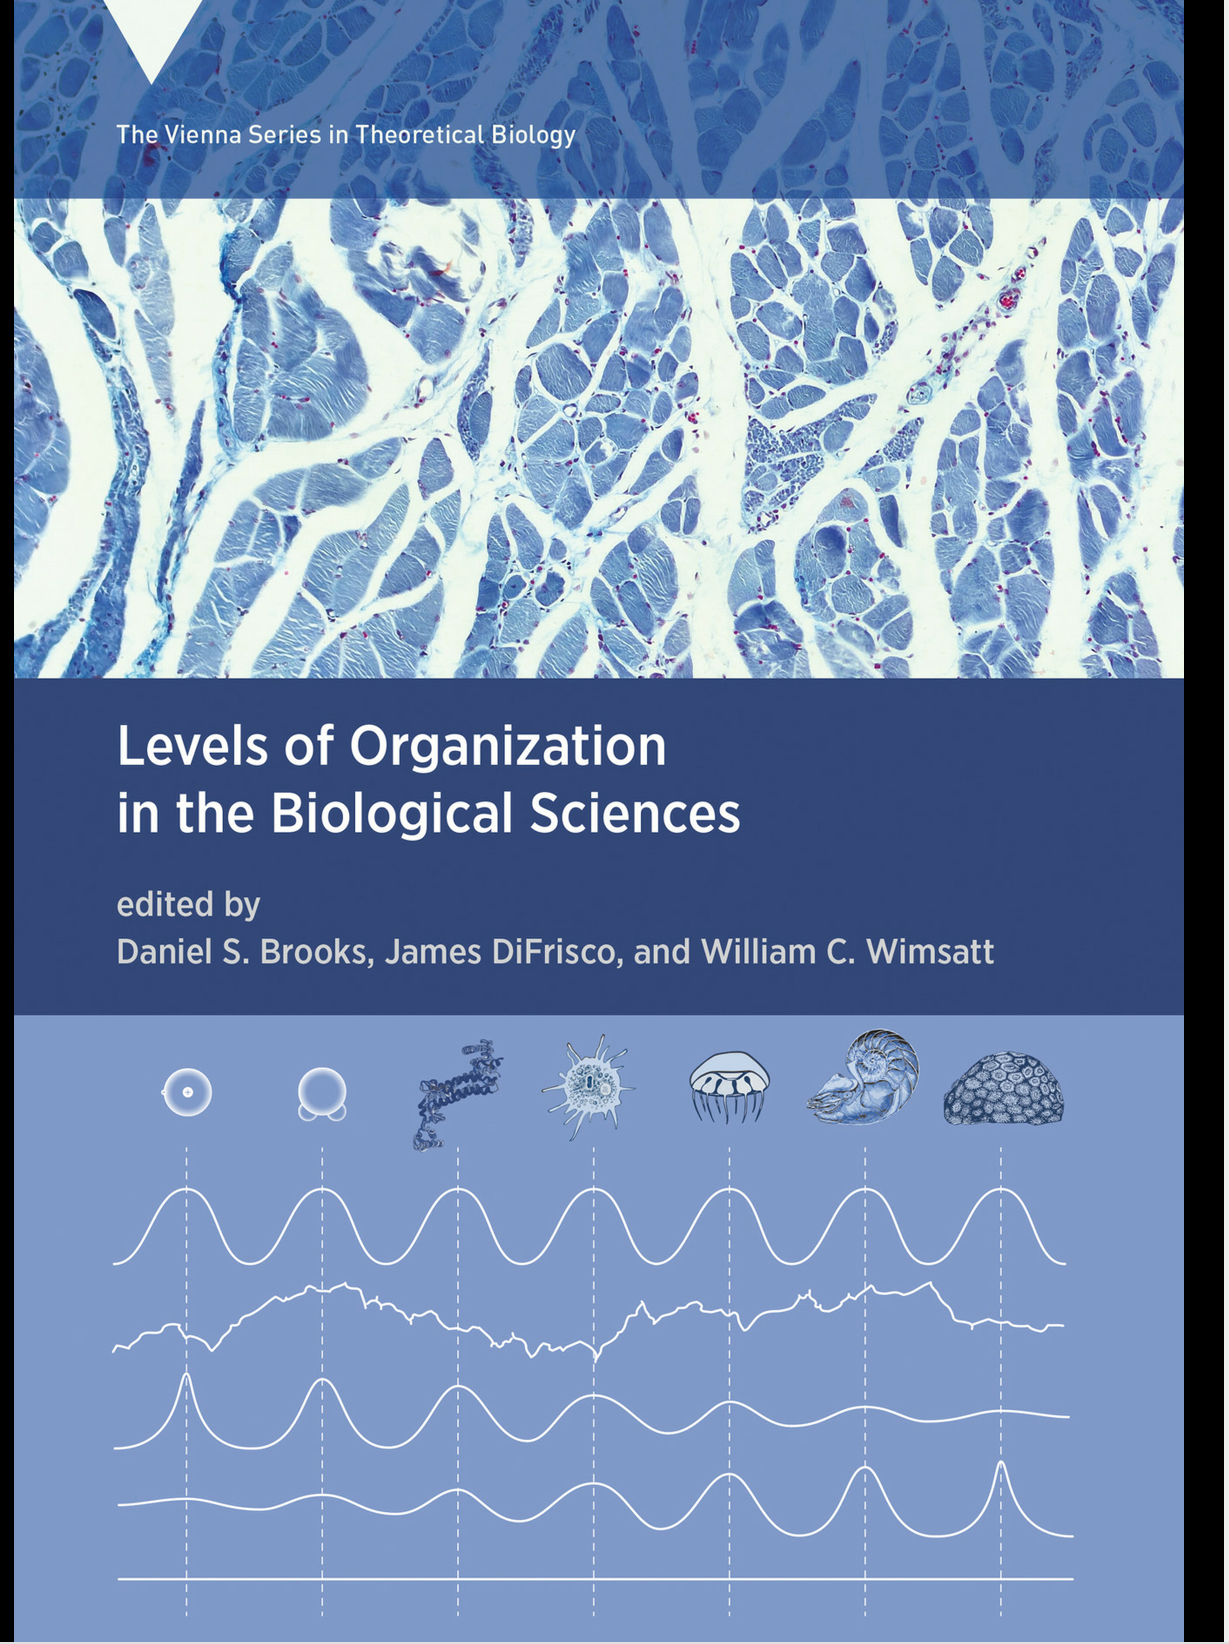 The Vienna Series in Theoretical Biology
Levels of Organization
in the Biological Sciences
edited by
Daniel S. Brooks, James DiFrisco, and William C. Wimsatt